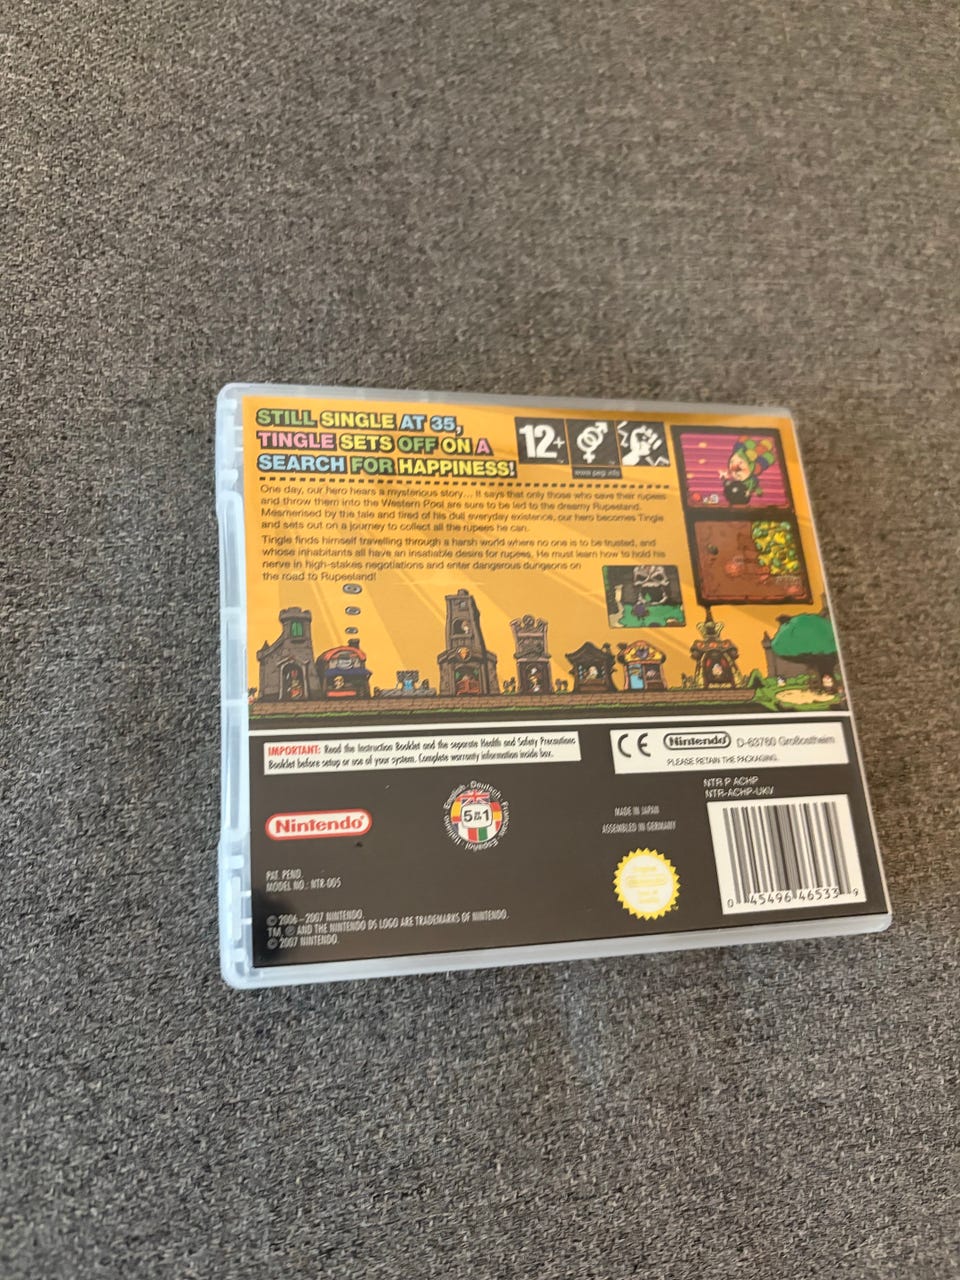 STILL SINGLE AT 35,
TINGLE SETS OFF ON A
SEARCH FOR HAPPINESS!
12+
www.pegi.info
One day, our hero hears a mysterious story... It says that only those who save their rupees
and throw them into the Western Pool are sure to be led to the dreamy Rupeeland.
Mesmerised by the tale and tired of his dull everyday existence, our hero becomes Tingle
and sets out on a journey to collect all the rupees he can.
Tingle finds himself travelling through a harsh world where no one is to be trusted, and
whose inhabitants all have an insatiable desire for rupees. He must learn how to hold his
nerve in high-stakes negotiations and enter dangerous dungeons on
the road to Rupeeland!
IMPORTANT: Read the Instruction Booklet and the separate Health and Safety Precautions
Booklet before setup or use of your system. Complete warranty information inside box.
CE Nintendo D-63760 Großostheim
PLEASE RETAIN THE PACKAGING.
NTR P ACHP
NTR-ACHP-UKV
Nintendo
English · Deutsch · Français · Español · Italiano
5in1
MADE IN JAPAN
ASSEMBLED IN GERMANY
PAT. PEND.
MODEL NO.: NTR-005
© 2006-2007 NINTENDO.
TM, ® AND THE NINTENDO DS LOGO ARE TRADEMARKS OF NINTENDO.
© 2007 NINTENDO.
0 45496 46533 9